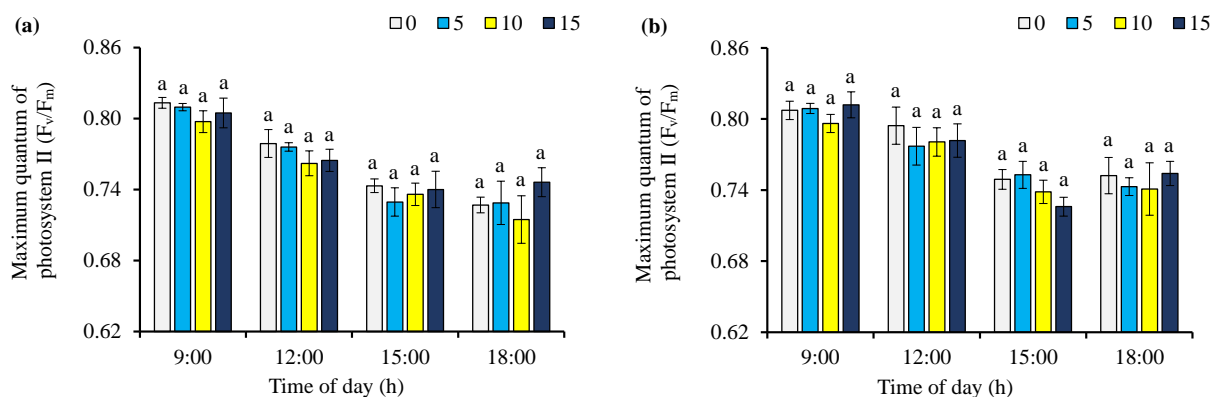 (a)
0 5 10 15
Maximum quantum of
photosystem II (Fv/Fm)
0.86
0.80
0.74
0.68
0.62
a a a a
a a a a
a a a a
a a a a
9:00 12:00 15:00 18:00
Time of day (h)
(b)
0 5 10 15
Maximum quantum of
photosystem II (Fv/Fm)
0.86
0.80
0.74
0.68
0.62
a a a a
a a a a
a a a a
a a a a
9:00 12:00 15:00 18:00
Time of day (h)